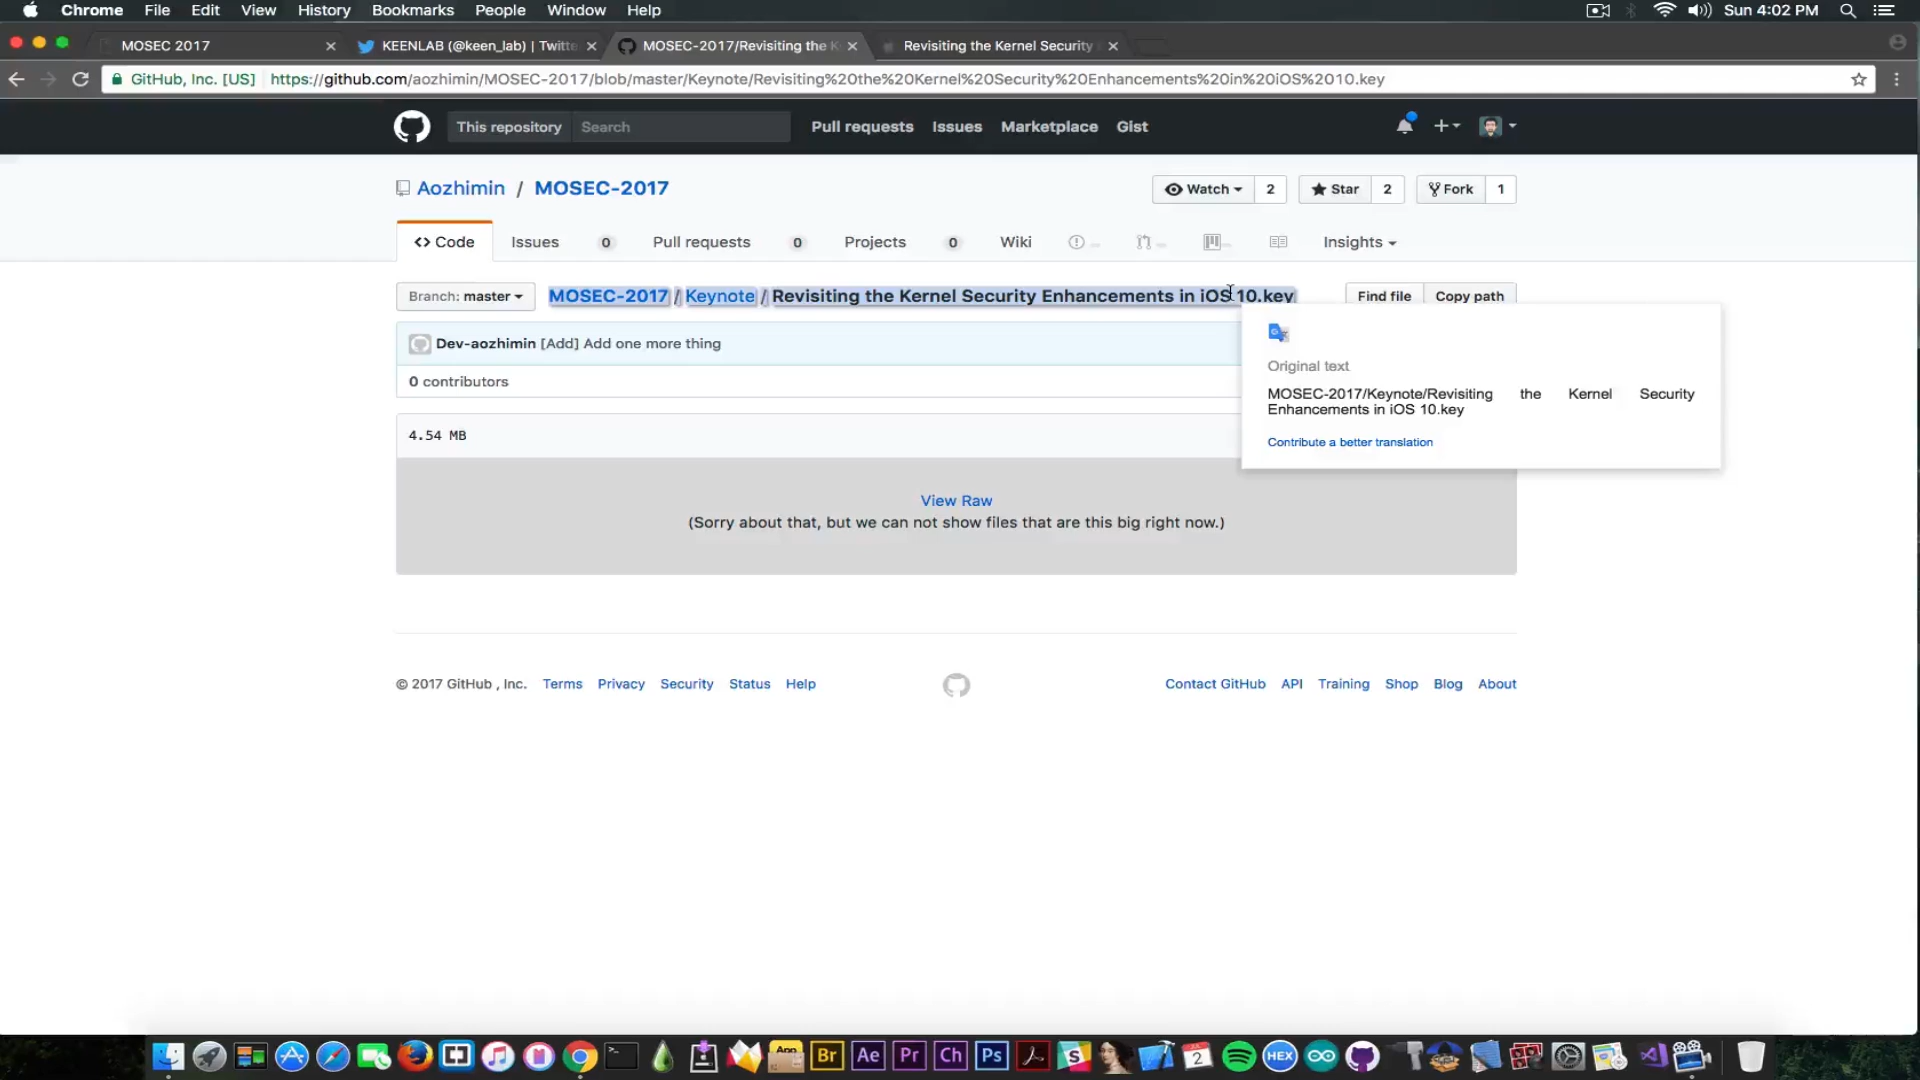 Chrome File Edit View History Bookmarks People Window Help Sun 4:02 PM
MOSEC 2017 KEENLAB (@keen_lab) | Twitte MOSEC-2017/Revisiting the K Revisiting the Kernel Security
GitHub, Inc. [US] https://github.com/aozhimin/MOSEC-2017/blob/master/Keynote/Revisiting%20the%20Kernel%20Security%20Enhancements%20in%20iOS%2010.key
This repository Search Pull requests Issues Marketplace Gist
Aozhimin / MOSEC-2017 Watch 2 Star 2 Fork 1
<> Code Issues 0 Pull requests 0 Projects 0 Wiki Insights
Branch: master MOSEC-2017 / Keynote / Revisiting the Kernel Security Enhancements in iOS 10.key Find file Copy path
Dev-aozhimin [Add] Add one more thing
0 contributors
Original text
MOSEC-2017/Keynote/Revisiting the Kernel Security
Enhancements in iOS 10.key
Contribute a better translation
4.54 MB
View Raw
(Sorry about that, but we can not show files that are this big right now.)
© 2017 GitHub , Inc. Terms Privacy Security Status Help Contact GitHub API Training Shop Blog About
App Br Ae Pr Ch Ps 2 HEX